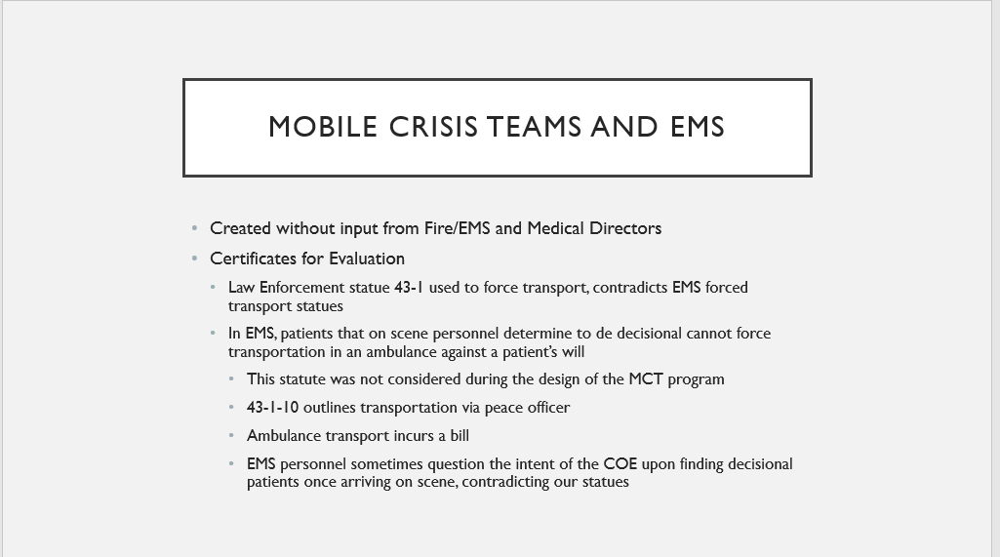 MOBILE CRISIS TEAMS AND EMS
• Created without input from Fire/EMS and Medical Directors
• Certificates for Evaluation
• Law Enforcement statue 43-1 used to force transport, contradicts EMS forced
transport statues
• In EMS, patients that on scene personnel determine to de decisional cannot force
transportation in an ambulance against a patient's will
• This statute was not considered during the design of the MCT program
• 43-1-10 outlines transportation via peace officer
• Ambulance transport incurs a bill
• EMS personnel sometimes question the intent of the COE upon finding decisional
patients once arriving on scene, contradicting our statues